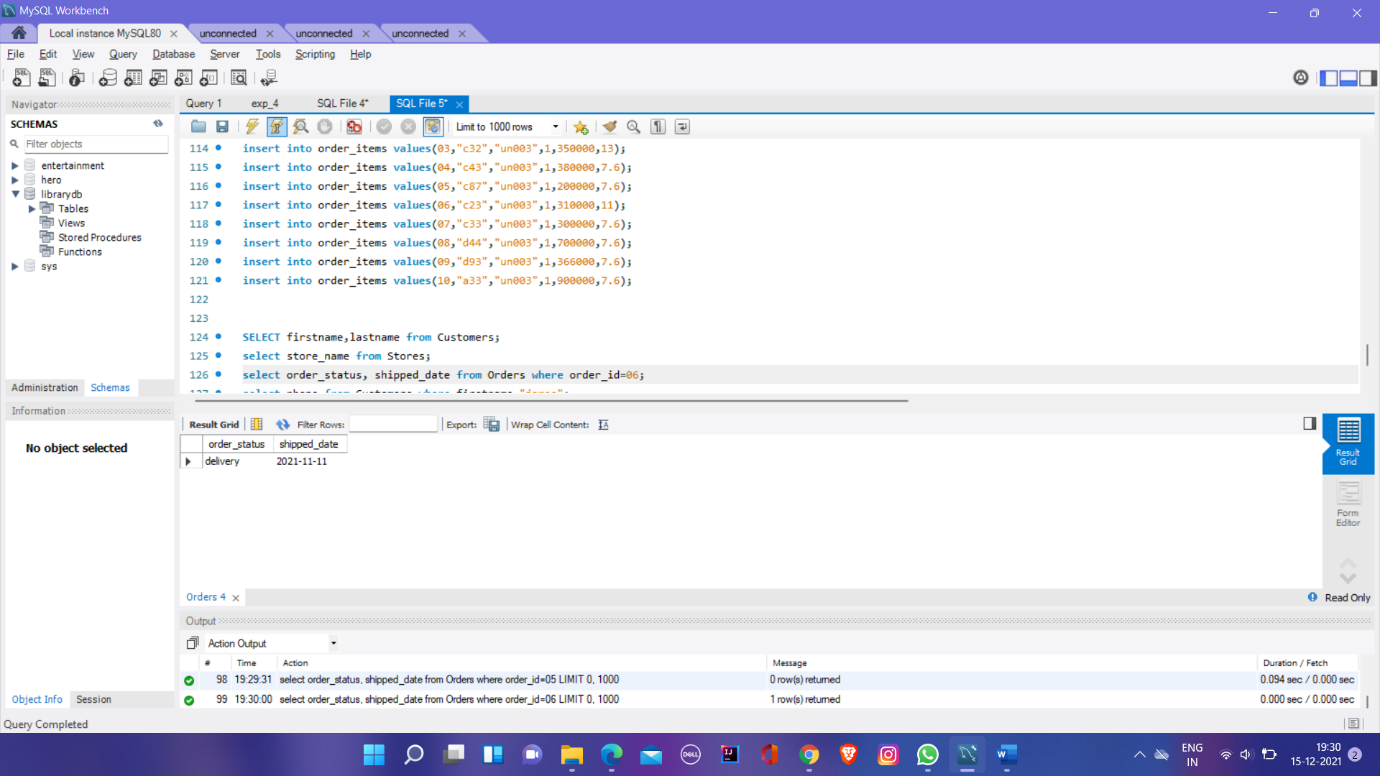 MySQL Workbench
Local instance MySQL80 unconnected unconnected unconnected
File Edit View Query Database Server Tools Scripting Help
Navigator
SCHEMAS
Filter objects
entertainment
hero
librarydb
Tables
Views
Stored Procedures
Functions
sys
Administration Schemas
Information
No object selected
Object Info Session
Query 1 exp_4 SQL File 4* SQL File 5*
Limit to 1000 rows
114 insert into order_items values(03,"c32","un003",1,350000,13);
115 insert into order_items values(04,"c43","un003",1,380000,7.6);
116 insert into order_items values(05,"c87","un003",1,200000,7.6);
117 insert into order_items values(06,"c23","un003",1,310000,11);
118 insert into order_items values(07,"c33","un003",1,300000,7.6);
119 insert into order_items values(08,"d44","un003",1,700000,7.6);
120 insert into order_items values(09,"d93","un003",1,366000,7.6);
121 insert into order_items values(10,"a33","un003",1,900000,7.6);
122
123
124 SELECT firstname,lastname from Customers;
125 select store_name from Stores;
126 select order_status, shipped_date from Orders where order_id=06;
Result Grid Filter Rows: Export: Wrap Cell Content:
order_status shipped_date
delivery 2021-11-11
Result Grid
Form Editor
Orders 4 Read Only
Output
Action Output
# Time Action Message Duration / Fetch
98 19:29:31 select order_status, shipped_date from Orders where order_id=05 LIMIT 0, 1000 0 row(s) returned 0.094 sec / 0.000 sec
99 19:30:00 select order_status, shipped_date from Orders where order_id=06 LIMIT 0, 1000 1 row(s) returned 0.000 sec / 0.000 sec
Query Completed
DELL
ENG IN
19:30
15-12-2021
2